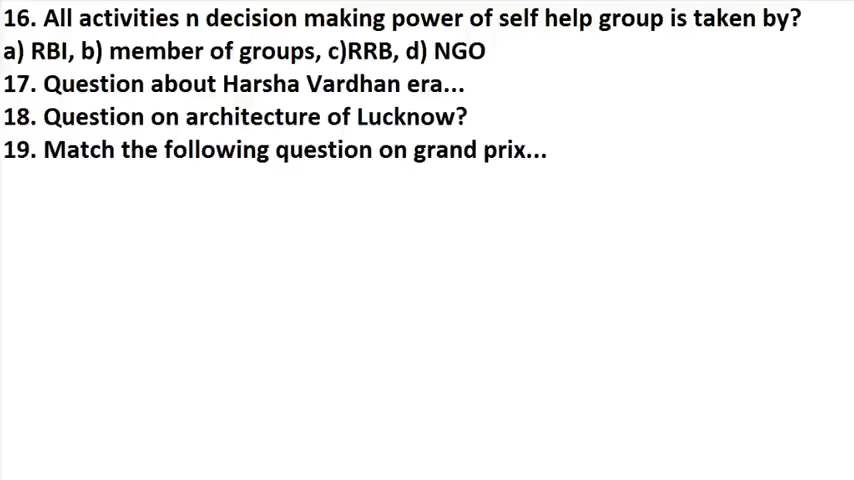 16. All activities n decision making power of self help group is taken by?
a) RBI, b) member of groups, c)RRB, d) NGO
17. Question about Harsha Vardhan era...
18. Question on architecture of Lucknow?
19. Match the following question on grand prix...